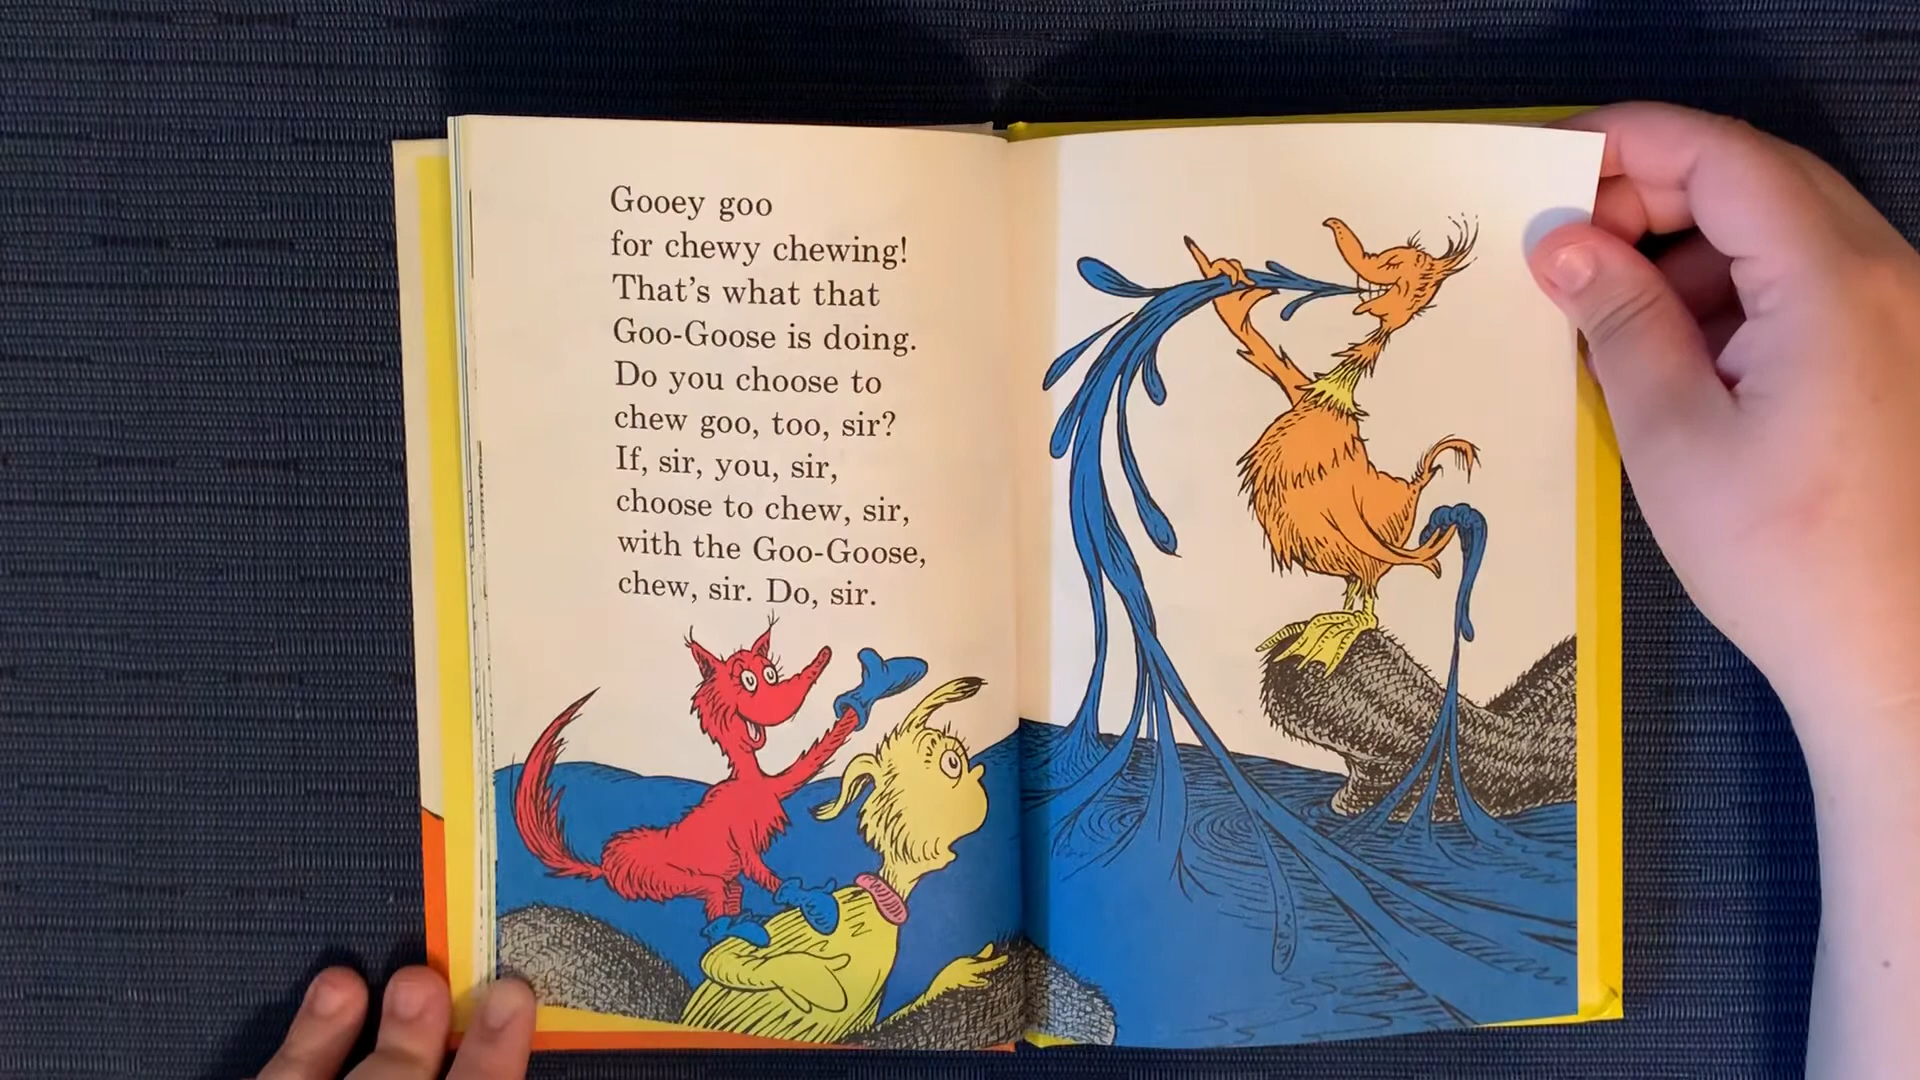 Gooey goo
for chewy chewing!
That's what that
Goo-Goose is doing.
Do you choose to
chew goo, too, sir?
If, sir, you, sir,
choose to chew, sir,
with the Goo-Goose,
chew, sir. Do, sir.